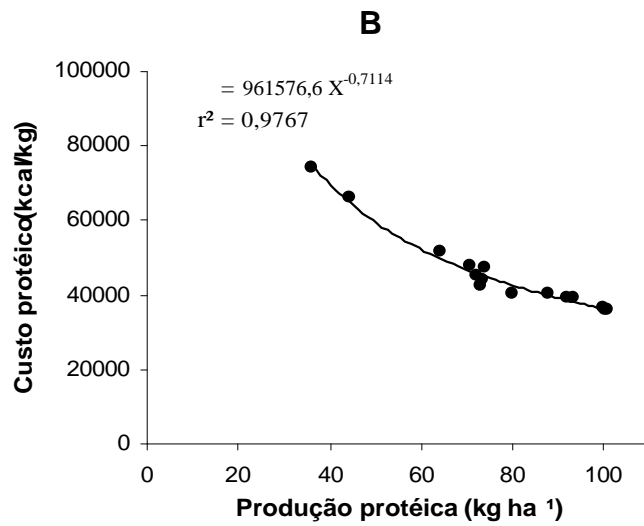 B
100000
80000
60000
40000
20000
0
Custo protéico(kcal/kg)
= 961576,6 X^-0,7114
r² = 0,9767
0 20 40 60 80 100
Produção protéica (kg ha ¹)